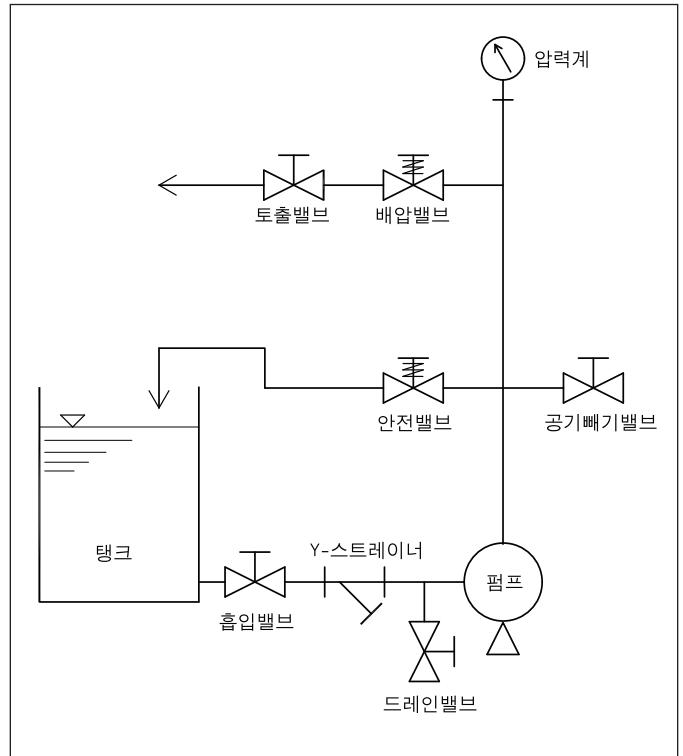 압력계
토출밸브
배압밸브
안전밸브
공기빼기밸브
탱크
Y-스트레이너
펌프
흡입밸브
드레인밸브